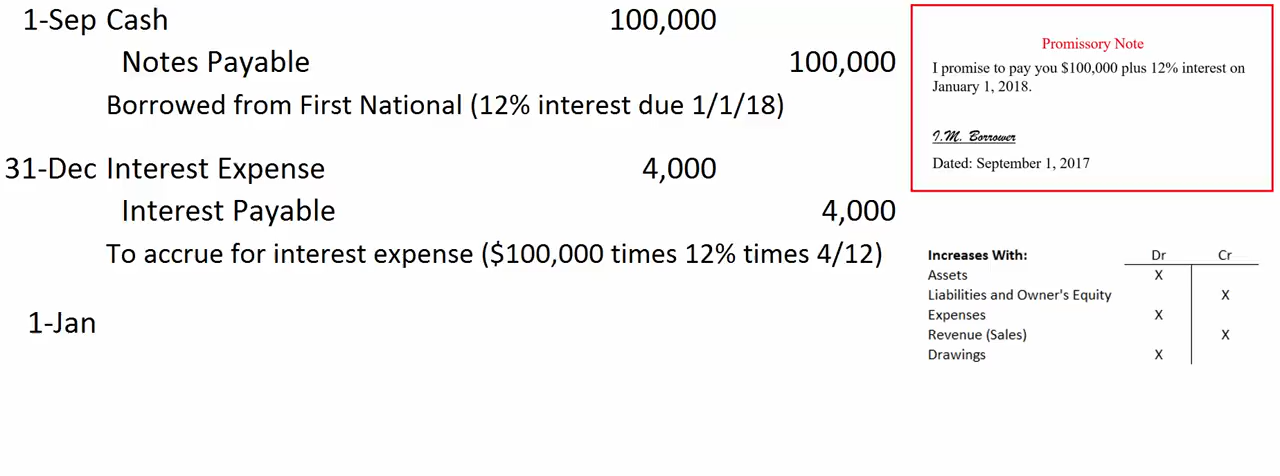 1-Sep Cash 100,000
Notes Payable 100,000
Borrowed from First National (12% interest due 1/1/18)
31-Dec Interest Expense 4,000
Interest Payable 4,000
To accrue for interest expense ($100,000 times 12% times 4/12)
1-Jan
Promissory Note
I promise to pay you $100,000 plus 12% interest on
January 1, 2018.
I.M. Borrower
Dated: September 1, 2017
Increases With: Dr Cr
Assets X
Liabilities and Owner's Equity X
Expenses X
Revenue (Sales) X
Drawings X